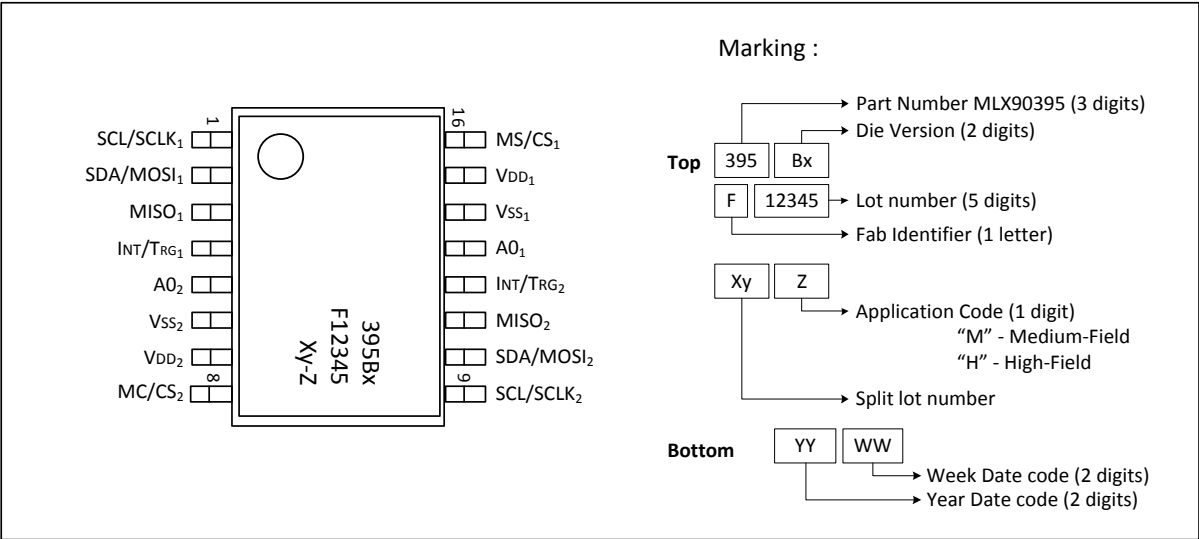 Marking :
1
SCL/SCLK₁
SDA/MOSI₁
MISO₁
INT/TRG₁
A0₂
VSS₂
VDD₂
8
MC/CS₂
16
MS/CS₁
VDD₁
VSS₁
A0₁
INT/TRG₂
MISO₂
SDA/MOSI₂
9
SCL/SCLK₂
395Bx
F12345
Xy-Z
Part Number MLX90395 (3 digits)
Die Version (2 digits)
Top 395 Bx
F 12345 Lot number (5 digits)
Fab Identifier (1 letter)
Xy Z
Application Code (1 digit)
“M” - Medium-Field
“H” - High-Field
Split lot number
Bottom YY WW
Week Date code (2 digits)
Year Date code (2 digits)